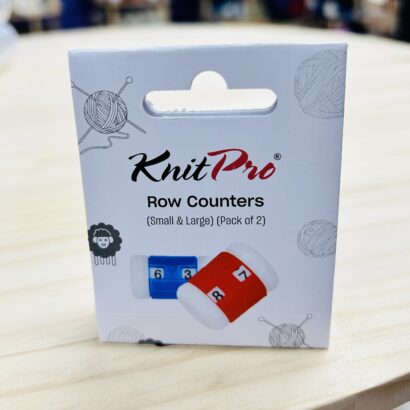 KnitPro®
Row Counters
(Small & Large) (Pack of 2)
6 3
8 7